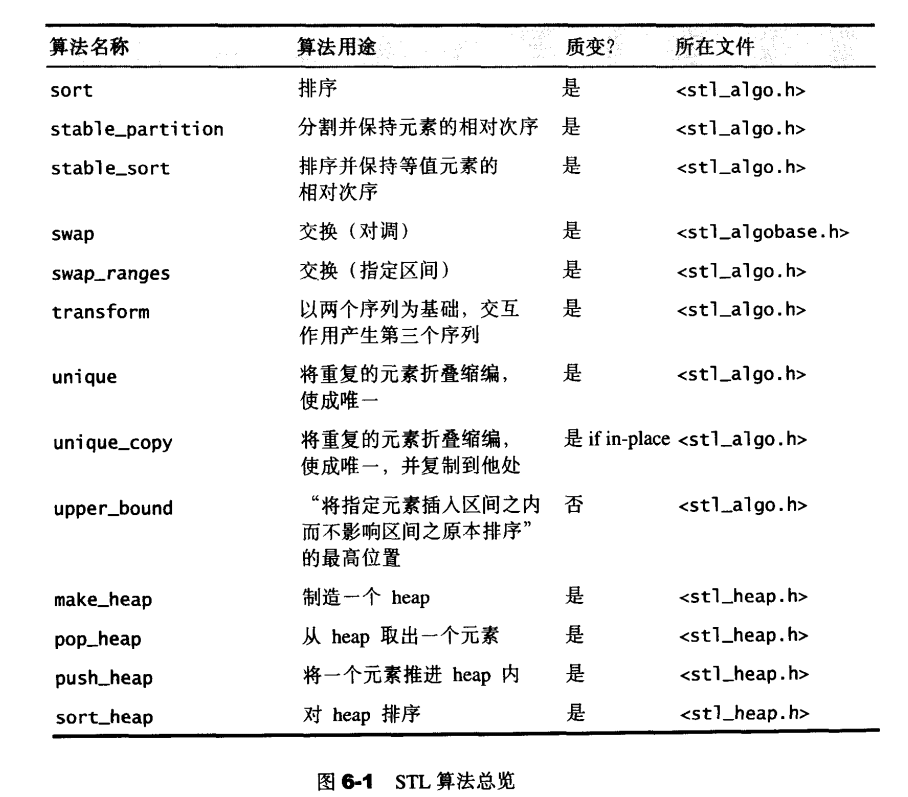 算法名称 算法用途 质变? 所在文件
sort 排序 是 <stl_algo.h>
stable_partition 分割并保持元素的相对次序 是 <stl_algo.h>
stable_sort 排序并保持等值元素的 是 <stl_algo.h>
相对次序
swap 交换（对调） 是 <stl_algobase.h>
swap_ranges 交换（指定区间） 是 <stl_algo.h>
transform 以两个序列为基础，交互 是 <stl_algo.h>
作用产生第三个序列
unique 将重复的元素折叠缩编， 是 <stl_algo.h>
使成唯一
unique_copy 将重复的元素折叠缩编， 是 if in-place <stl_algo.h>
使成唯一，并复制到他处
upper_bound “将指定元素插入区间之内 否 <stl_algo.h>
而不影响区间之原本排序”
的最高位置
make_heap 制造一个 heap 是 <stl_heap.h>
pop_heap 从 heap 取出一个元素 是 <stl_heap.h>
push_heap 将一个元素推进 heap 内 是 <stl_heap.h>
sort_heap 对 heap 排序 是 <stl_heap.h>
图 6-1 STL 算法总览